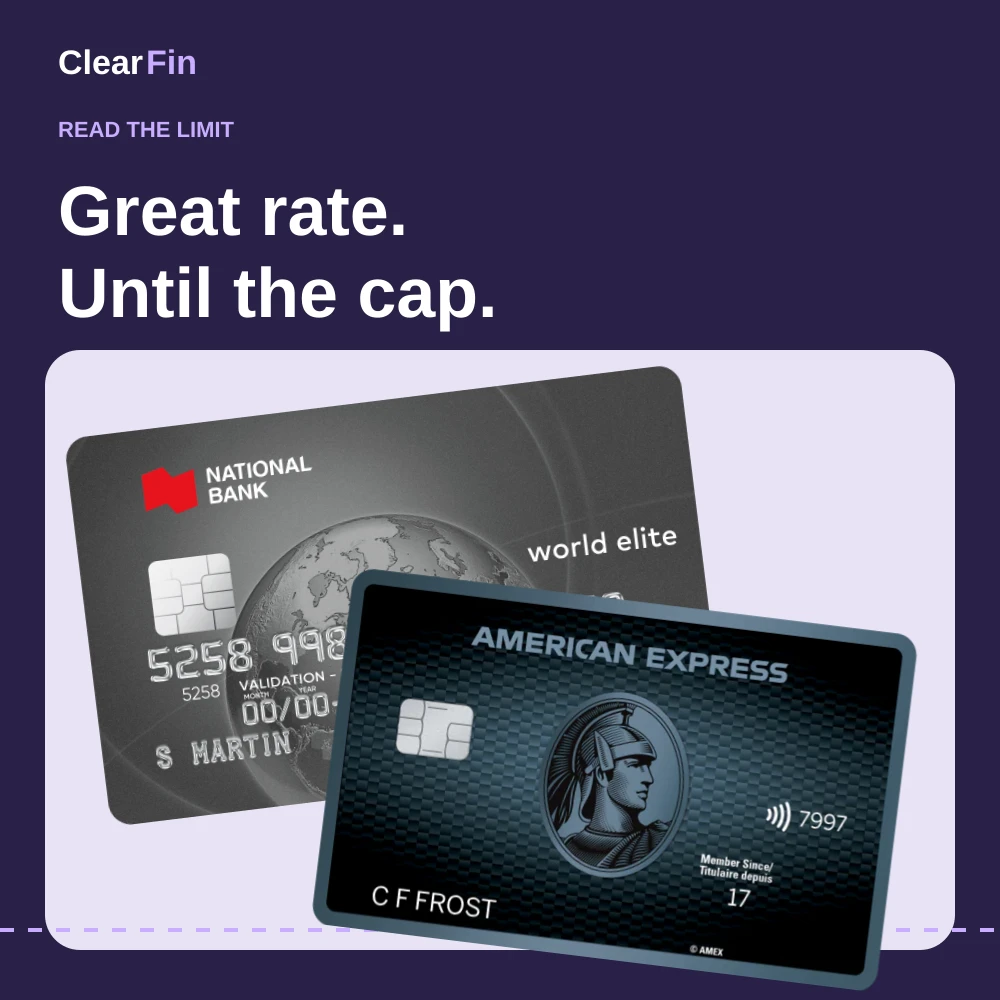 ClearFin
READ THE LIMIT
Great rate.
Until the cap.
NATIONAL
BANK
world elite
5258 998
5258
VALIDATION -
MONTH YEAR
00/00-
S MARTIN
AMERICAN EXPRESS
7997
Member Since/
Titulaire depuis
17
C F FROST
© AMEX